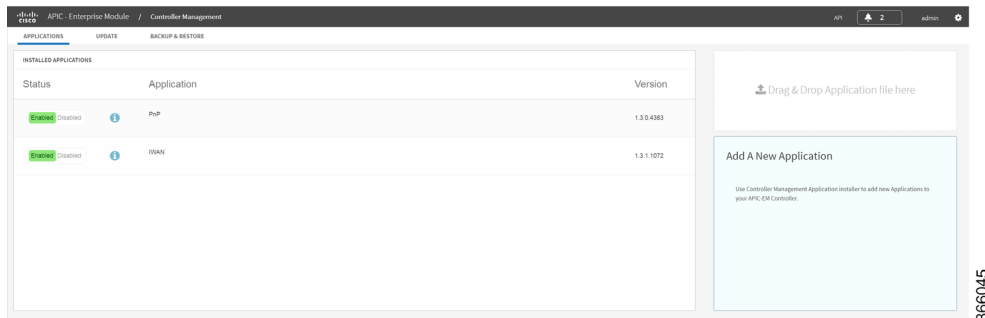 cisco APIC - Enterprise Module / Controller Management
API 2 admin
APPLICATIONS UPDATE BACKUP & RESTORE
INSTALLED APPLICATIONS
Status Application Version
Enabled Disabled PnP 1.3.0.4383
Enabled Disabled IWAN 1.3.1.1072
Drag & Drop Application file here
Add A New Application
Use Controller Management Application installer to add new Applications to
your APIC-EM Controller.
366045